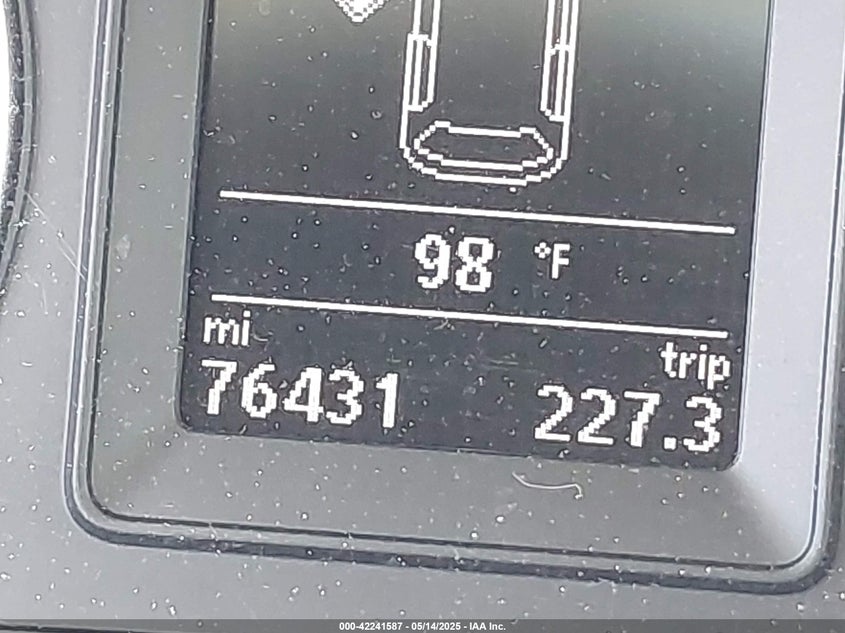 98 °F
mi trip
76431 227.3
000-42241587 - 05/14/2025 - IAA Inc.